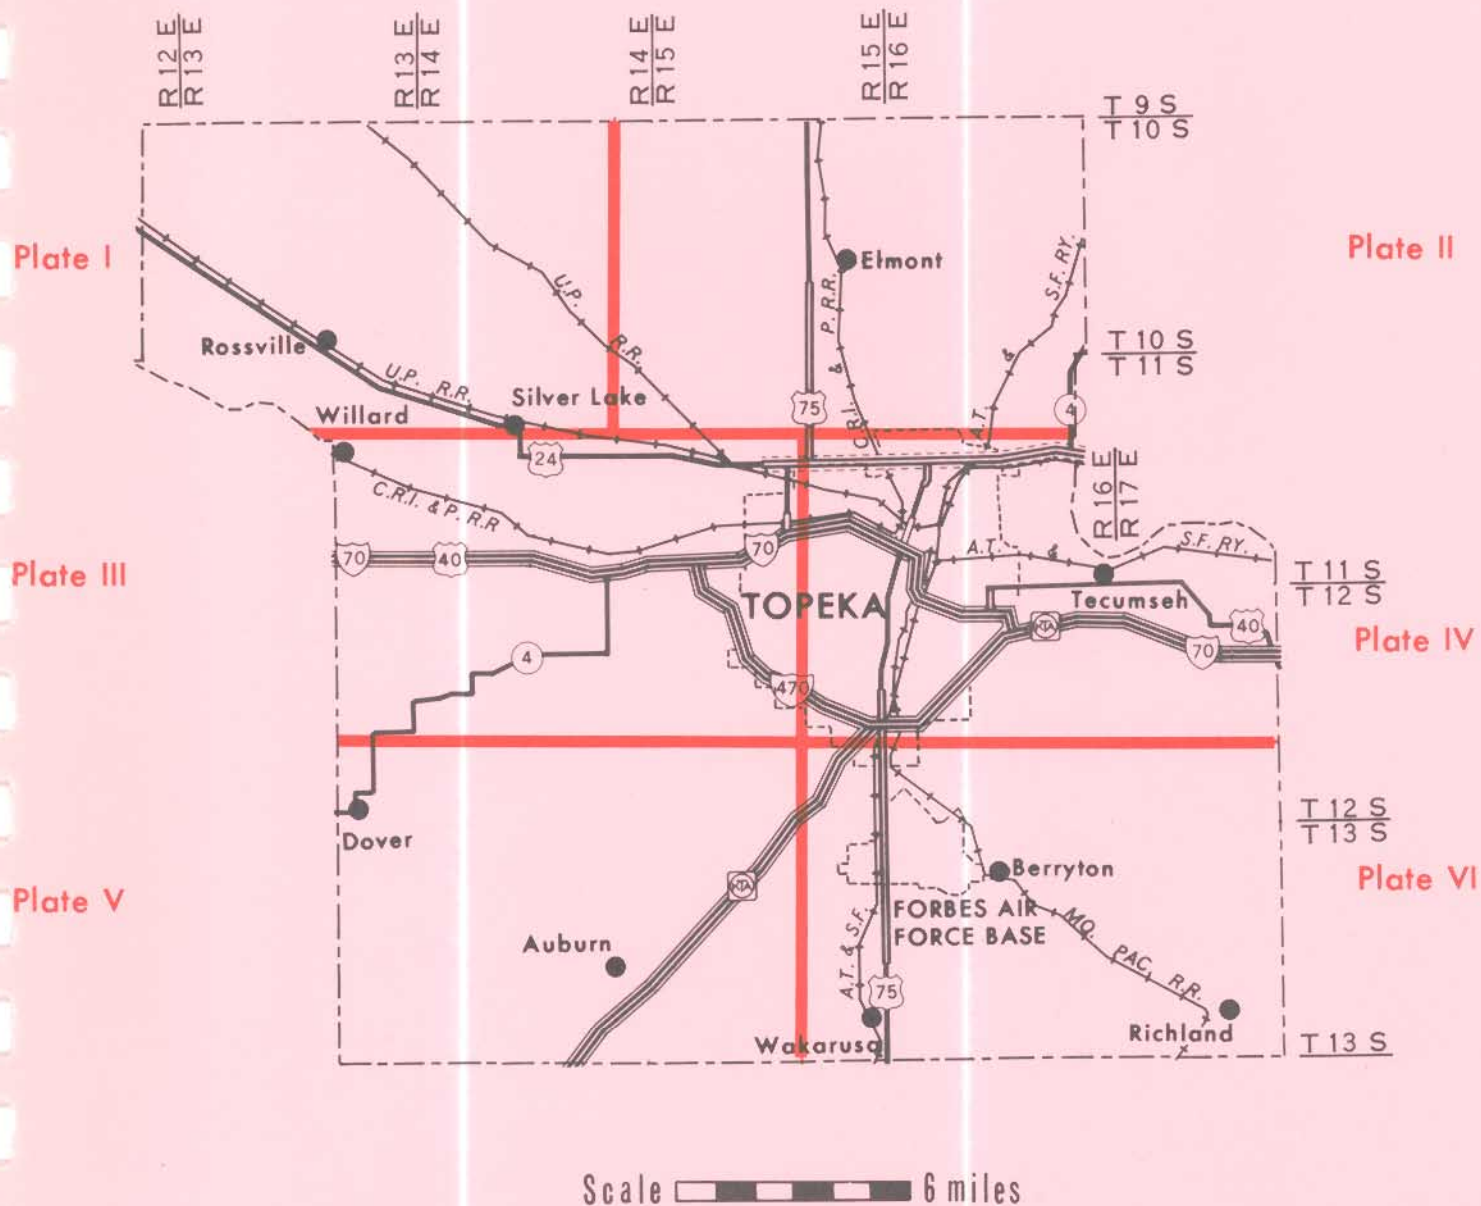 R 12 E
R 13 E
R 13 E
R 14 E
R 14 E
R 15 E
R 15 E
R 16 E
T 9 S
T 10 S
Plate I
Plate II
Elmont
U.P. R.R.
C.R.I. & P. R.R.
A.T. & S.F. RY.
Rossville
T 10 S
T 11 S
U.P. R.R.
Silver Lake
Willard
75
4
24
R 16 E
R 17 E
C.R.I. & P. R.R
70
40
70
A.T. & S.F. RY.
Plate III
T 11 S
T 12 S
TOPEKA
Tecumseh
KTA
40
Plate IV
70
4
470
T 12 S
T 13 S
Dover
Berryton
Plate V
Plate VI
KTA
FORBES AIR
FORCE BASE
MO. PAC. R.R.
Auburn
A.T. & S.F.
75
Richland
Wakarusa
T 13 S
Scale 6 miles